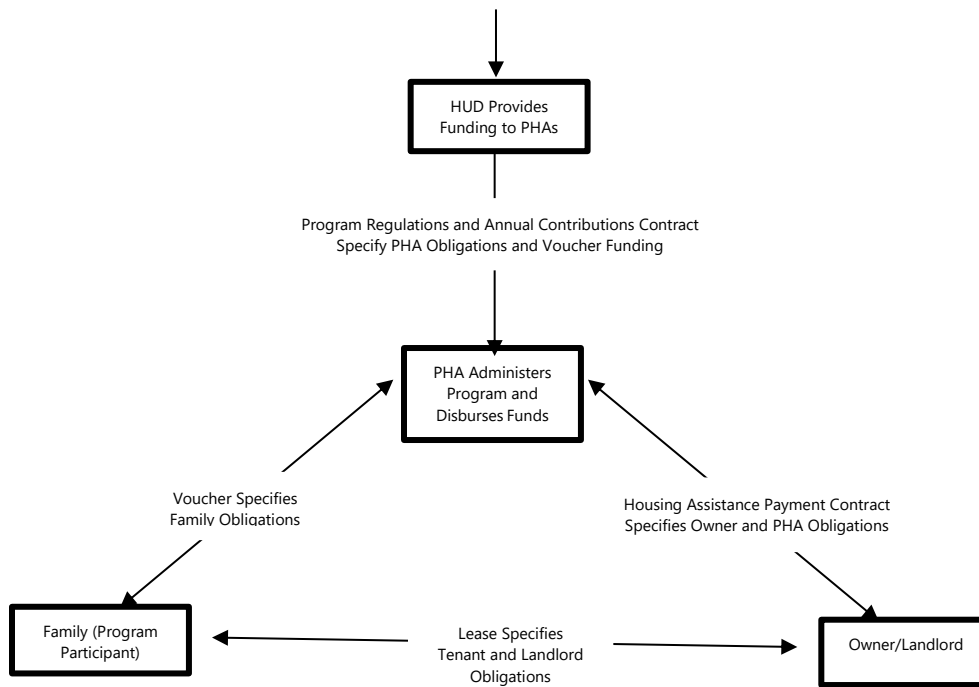 HUD Provides
Funding to PHAs
Program Regulations and Annual Contributions Contract
Specify PHA Obligations and Voucher Funding
PHA Administers
Program and
Disburses Funds
Voucher Specifies
Family Obligations
Housing Assistance Payment Contract
Specifies Owner and PHA Obligations
Family (Program
Participant)
Lease Specifies
Tenant and Landlord
Obligations
Owner/Landlord